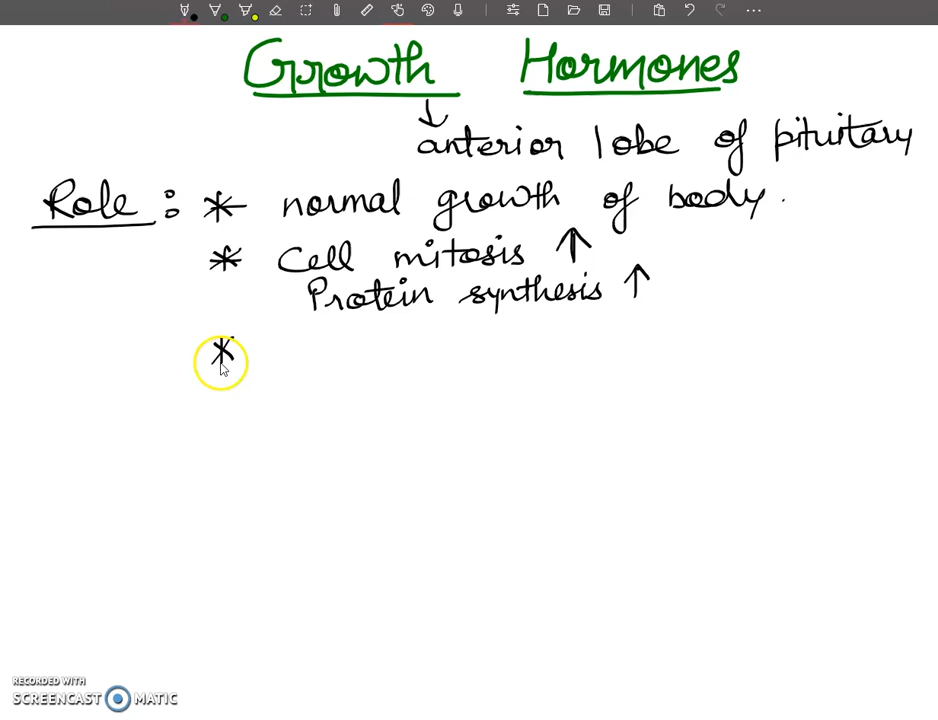 Growth Hormones
↓
anterior lobe of pituitary
Role : * normal growth of body.
* Cell mitosis ↑
Protein synthesis ↑
*
RECORDED WITH
SCREENCAST MATIC